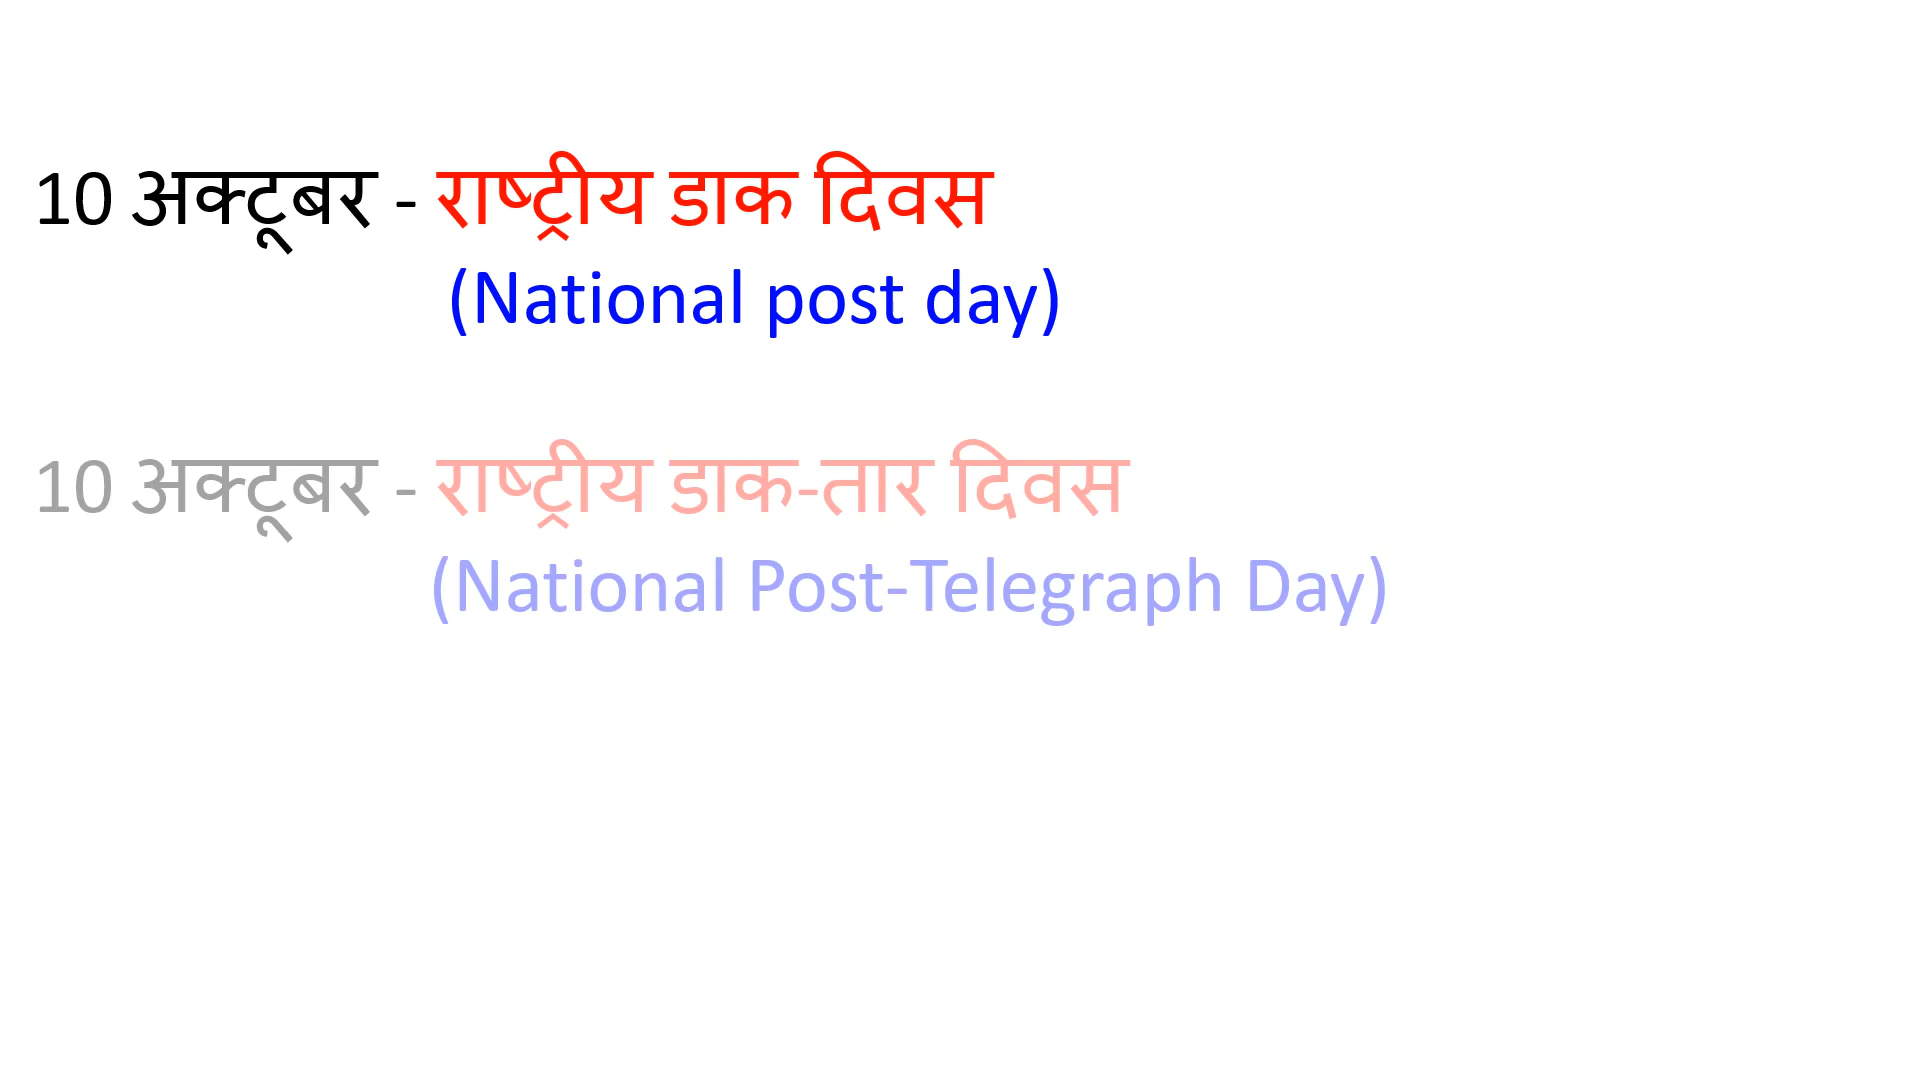 10 अक्टूबर - राष्ट्रीय डाक दिवस
(National post day)
10 अक्टूबर - राष्ट्रीय डाक-तार दिवस
(National Post-Telegraph Day)